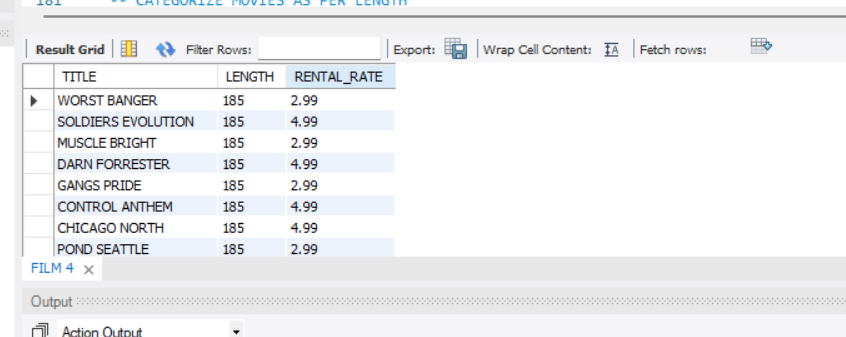 181 -- CATEGORIZE MOVIES AS PER LENGTH
Result Grid Filter Rows: Export: Wrap Cell Content: Fetch rows:
TITLE LENGTH RENTAL_RATE
WORST BANGER 185 2.99
SOLDIERS EVOLUTION 185 4.99
MUSCLE BRIGHT 185 2.99
DARN FORRESTER 185 4.99
GANGS PRIDE 185 2.99
CONTROL ANTHEM 185 4.99
CHICAGO NORTH 185 4.99
POND SEATTLE 185 2.99
FILM 4
Output
Action Output